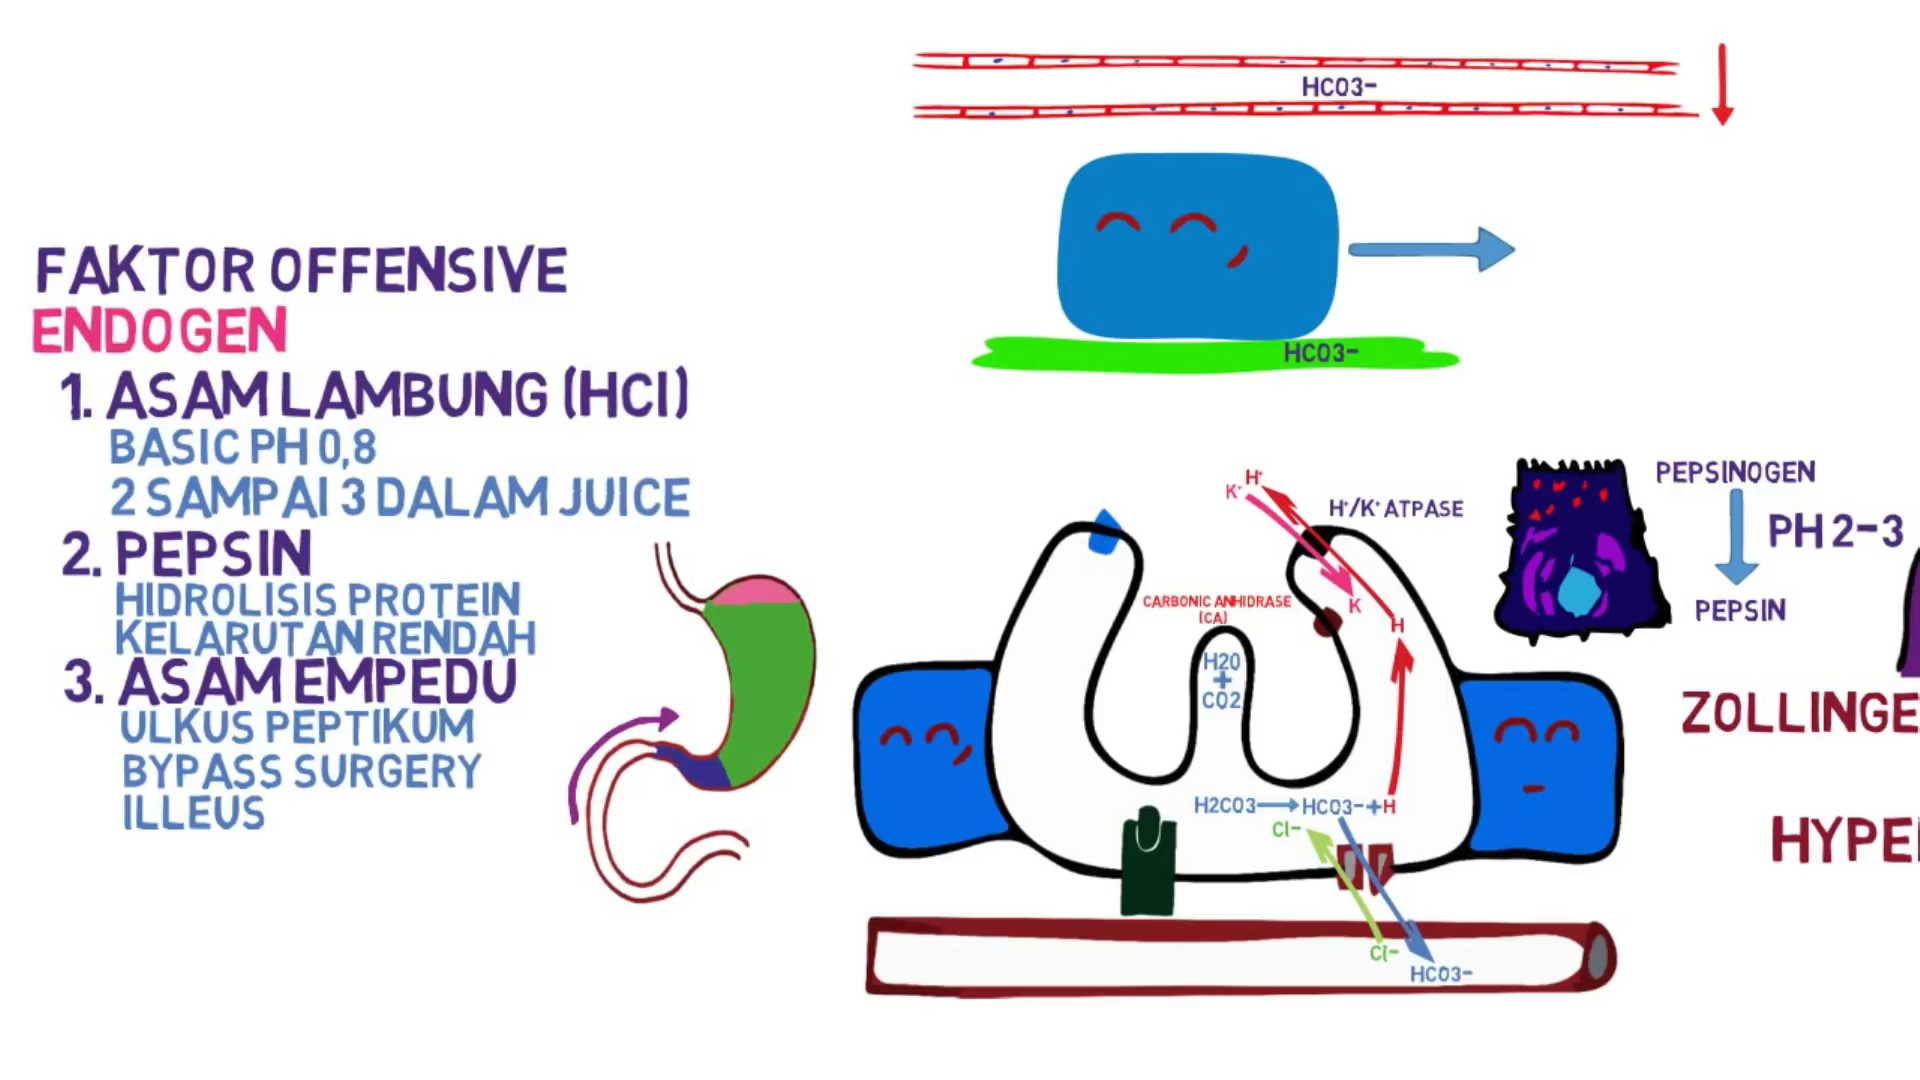 FAKTOR OFFENSIVE
ENDOGEN
1. ASAM LAMBUNG (HCl)
BASIC PH 0,8
2 SAMPAI 3 DALAM JUICE
2. PEPSIN
HIDROLISIS PROTEIN
KELARUTAN RENDAH
3. ASAM EMPEDU
ULKUS PEPTIKUM
BYPASS SURGERY
ILLEUS
HCO3-
HCO3-
H⁺
K⁺
H⁺/K⁺ ATPASE
K
H
CARBONIC ANHIDRASE
(CA)
H2O
+
CO2
H2CO3
HCO3-+H
Cl-
Cl-
HCO3-
PEPSINOGEN
PH 2-3
PEPSIN
ZOLLINGE
HYPE